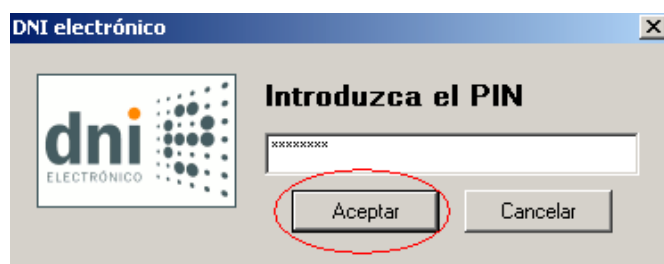 DNI electrónico
Introduzca el PIN
dni
ELECTRÓNICO
********
Aceptar
Cancelar